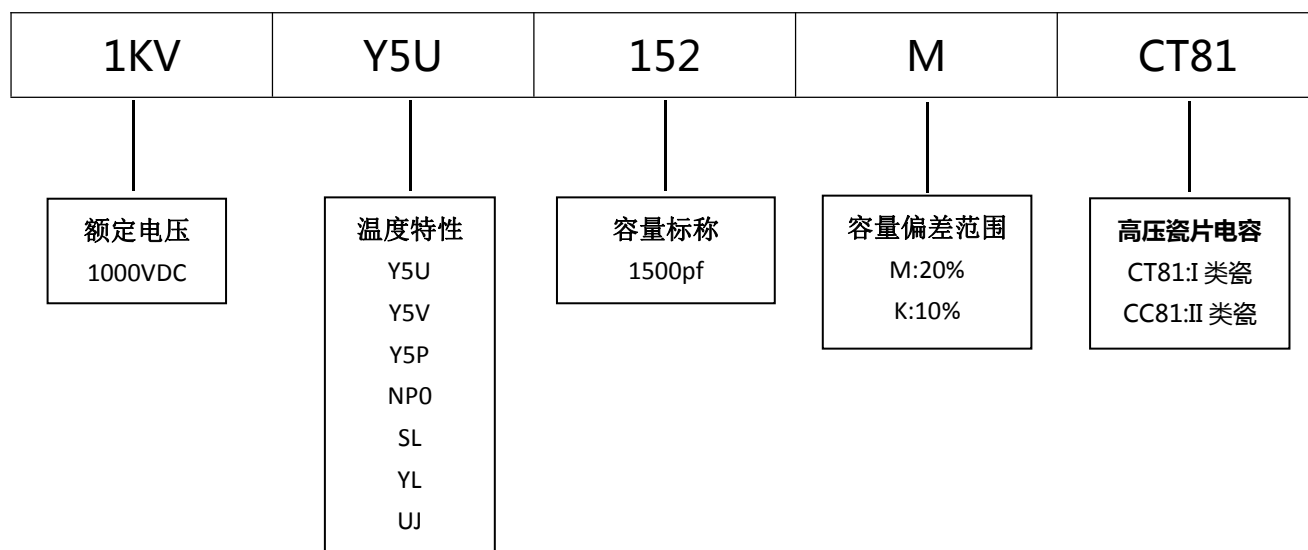 1KV Y5U 152 M CT81
额定电压
1000VDC
温度特性
Y5U
Y5V
Y5P
NP0
SL
YL
UJ
容量标称
1500pf
容量偏差范围
M:20%
K:10%
高压瓷片电容
CT81:I 类瓷
CC81:II 类瓷